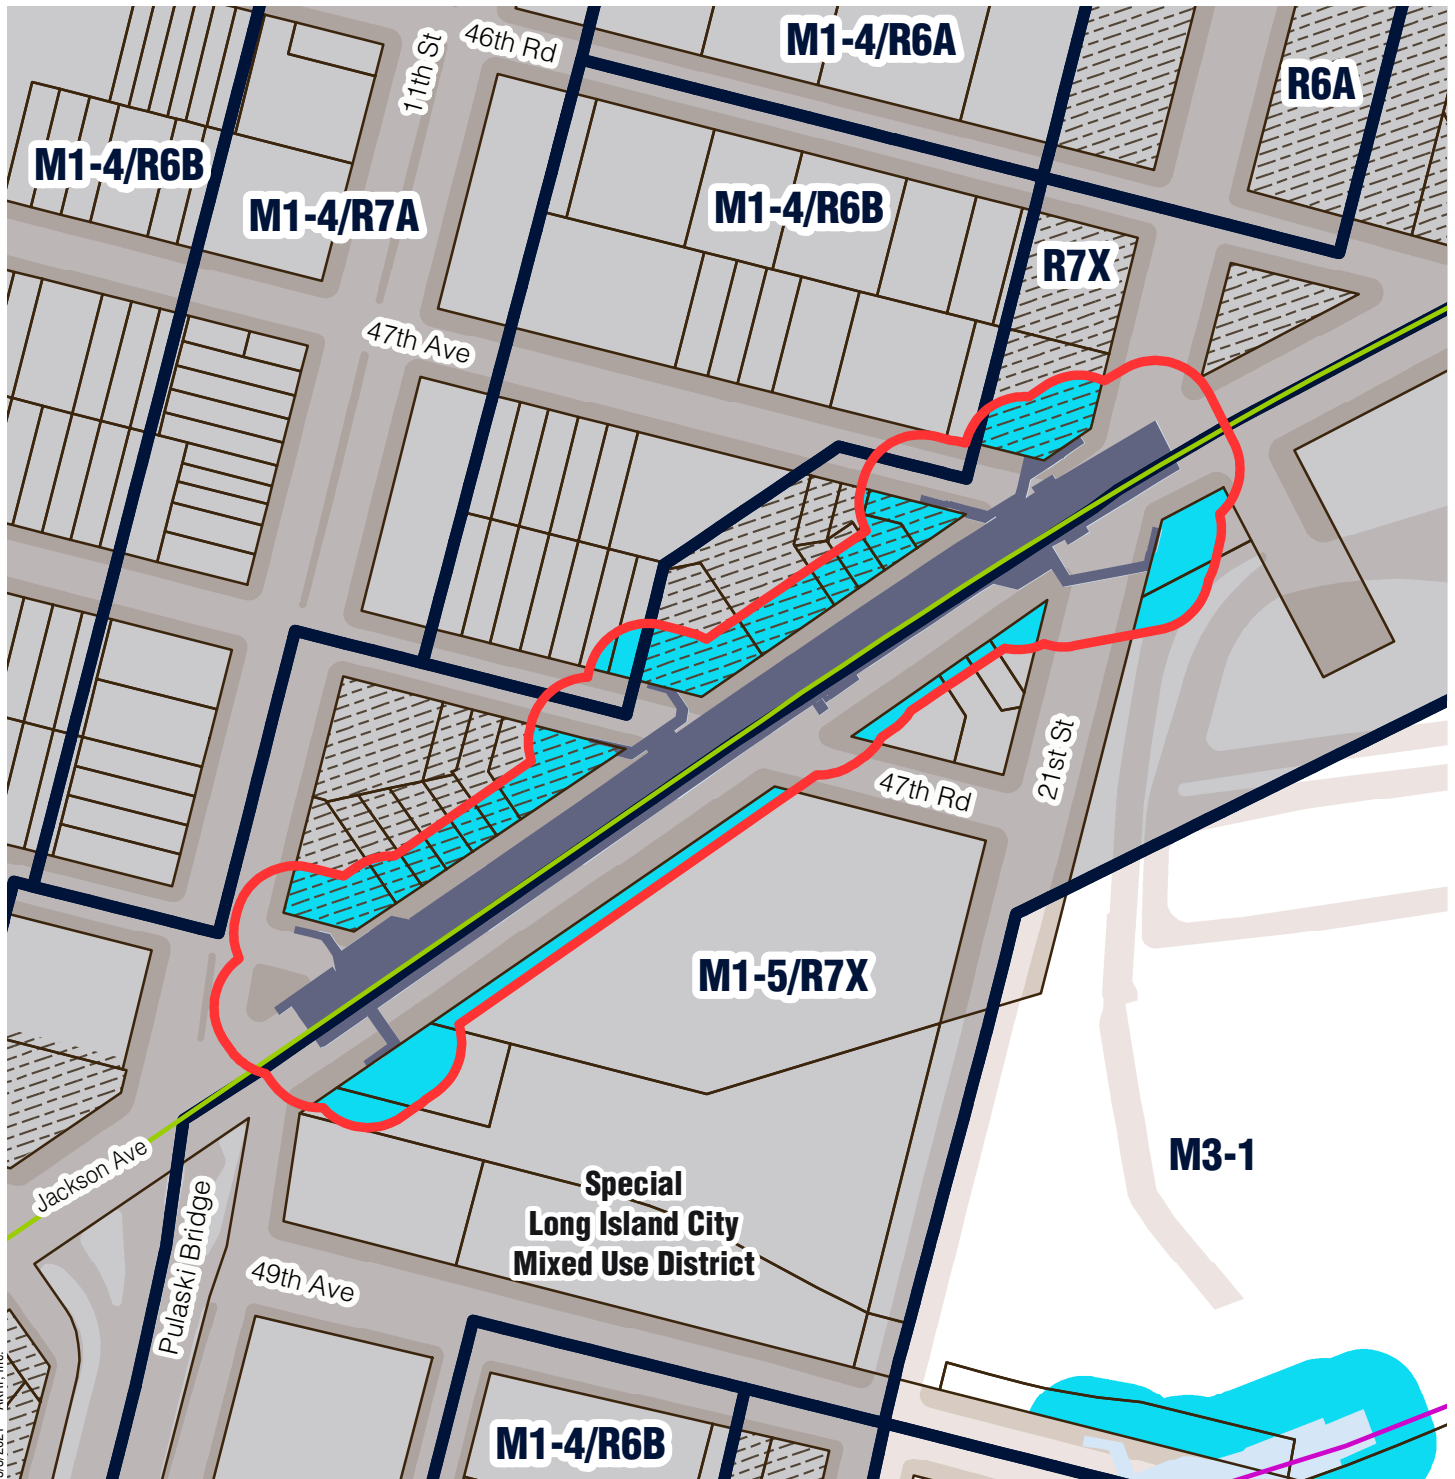 46th Rd
M1-4/R6A
11th St
R6A
M1-4/R6B
M1-4/R7A
M1-4/R6B
R7X
47th Ave
21st St
47th Rd
M1-5/R7X
M3-1
Jackson Ave
Special
Long Island City
Mixed Use District
Pulaski Bridge
49th Ave
M1-4/R6B